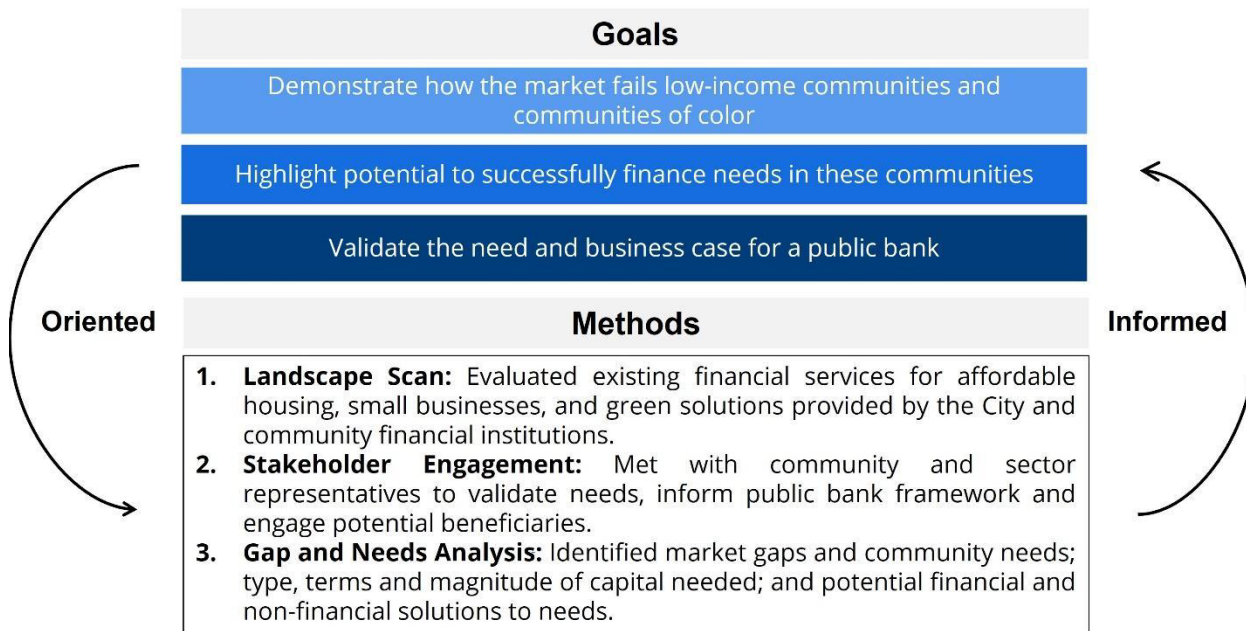 Goals
Demonstrate how the market fails low-income communities and
communities of color
Highlight potential to successfully finance needs in these communities
Validate the need and business case for a public bank
Oriented
Methods
Informed
1. Landscape Scan: Evaluated existing financial services for affordable
housing, small businesses, and green solutions provided by the City and
community financial institutions.
2. Stakeholder Engagement: Met with community and sector
representatives to validate needs, inform public bank framework and
engage potential beneficiaries.
3. Gap and Needs Analysis: Identified market gaps and community needs;
type, terms and magnitude of capital needed; and potential financial and
non-financial solutions to needs.